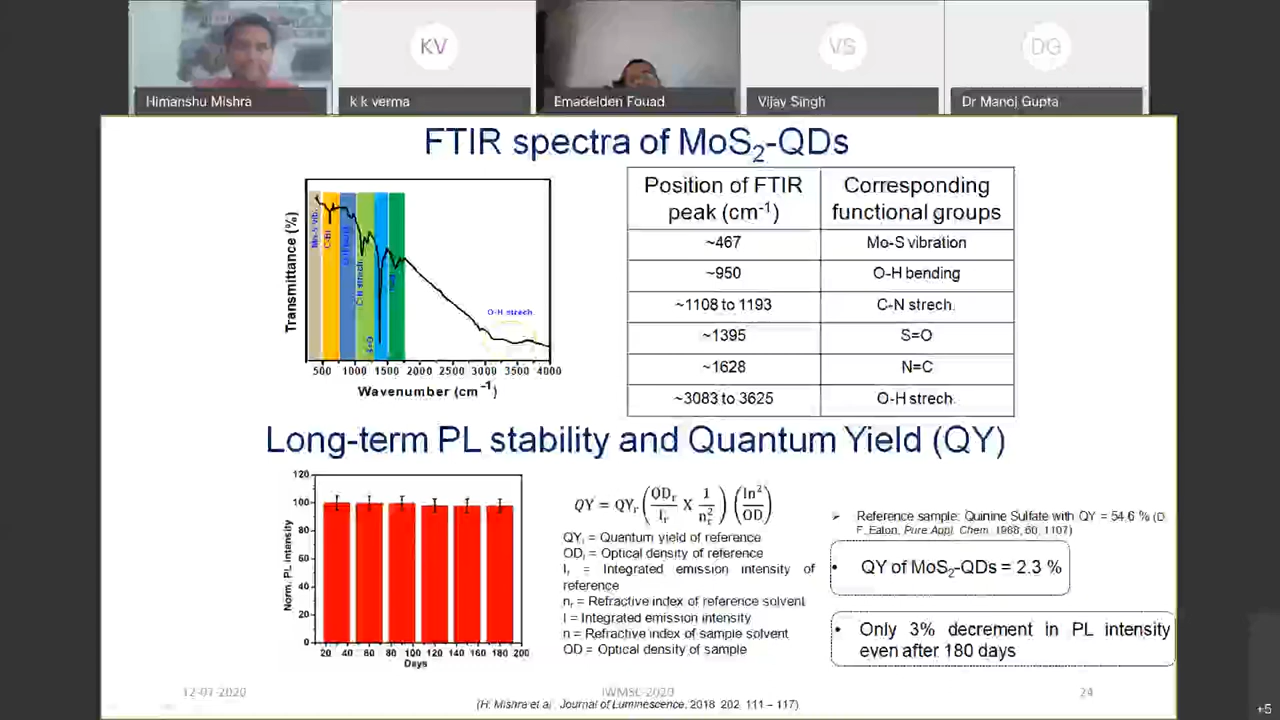 KV
VS
DG
Himanshu Mishra
k k verma
Emadelden Fouad
Vijay Singh
Dr Manoj Gupta
FTIR spectra of MoS2-QDs
Transmittance (%)
Mo-S vib.
O-H strech.
S=O
500 1000 1500 2000 2500 3000 3500 4000
Wavenumber (cm-1)
Position of FTIR peak (cm-1) Corresponding functional groups
~467 Mo-S vibration
~950 O-H bending
~1108 to 1193 C-N strech.
~1395 S=O
~1628 N=C
~3083 to 3625 O-H strech.
Long-term PL stability and Quantum Yield (QY)
Norm. PL intensity
120
100
80
60
40
20
0
20 40 60 80 100 120 140 160 180 200
Days
QY = QYr (ODr/Ir X 1/nr2) (In2/OD)
QYr = Quantum yield of reference
ODr = Optical density of reference
Ir = Integrated emission intensity of
reference
nr = Refractive index of reference solvent
I = Integrated emission intensity
n = Refractive index of sample solvent
OD = Optical density of sample
➢ Reference sample: Quinine Sulfate with QY = 54.6 % (D.
F. Eaton, Pure Appl. Chem. 1988, 60, 1107)
• QY of MoS2-QDs = 2.3 %
• Only 3% decrement in PL intensity
even after 180 days
12-07-2020
IWMSC-2020
24
(H. Mishra et al., Journal of Luminescence, 2018, 202, 111 – 117)
+5